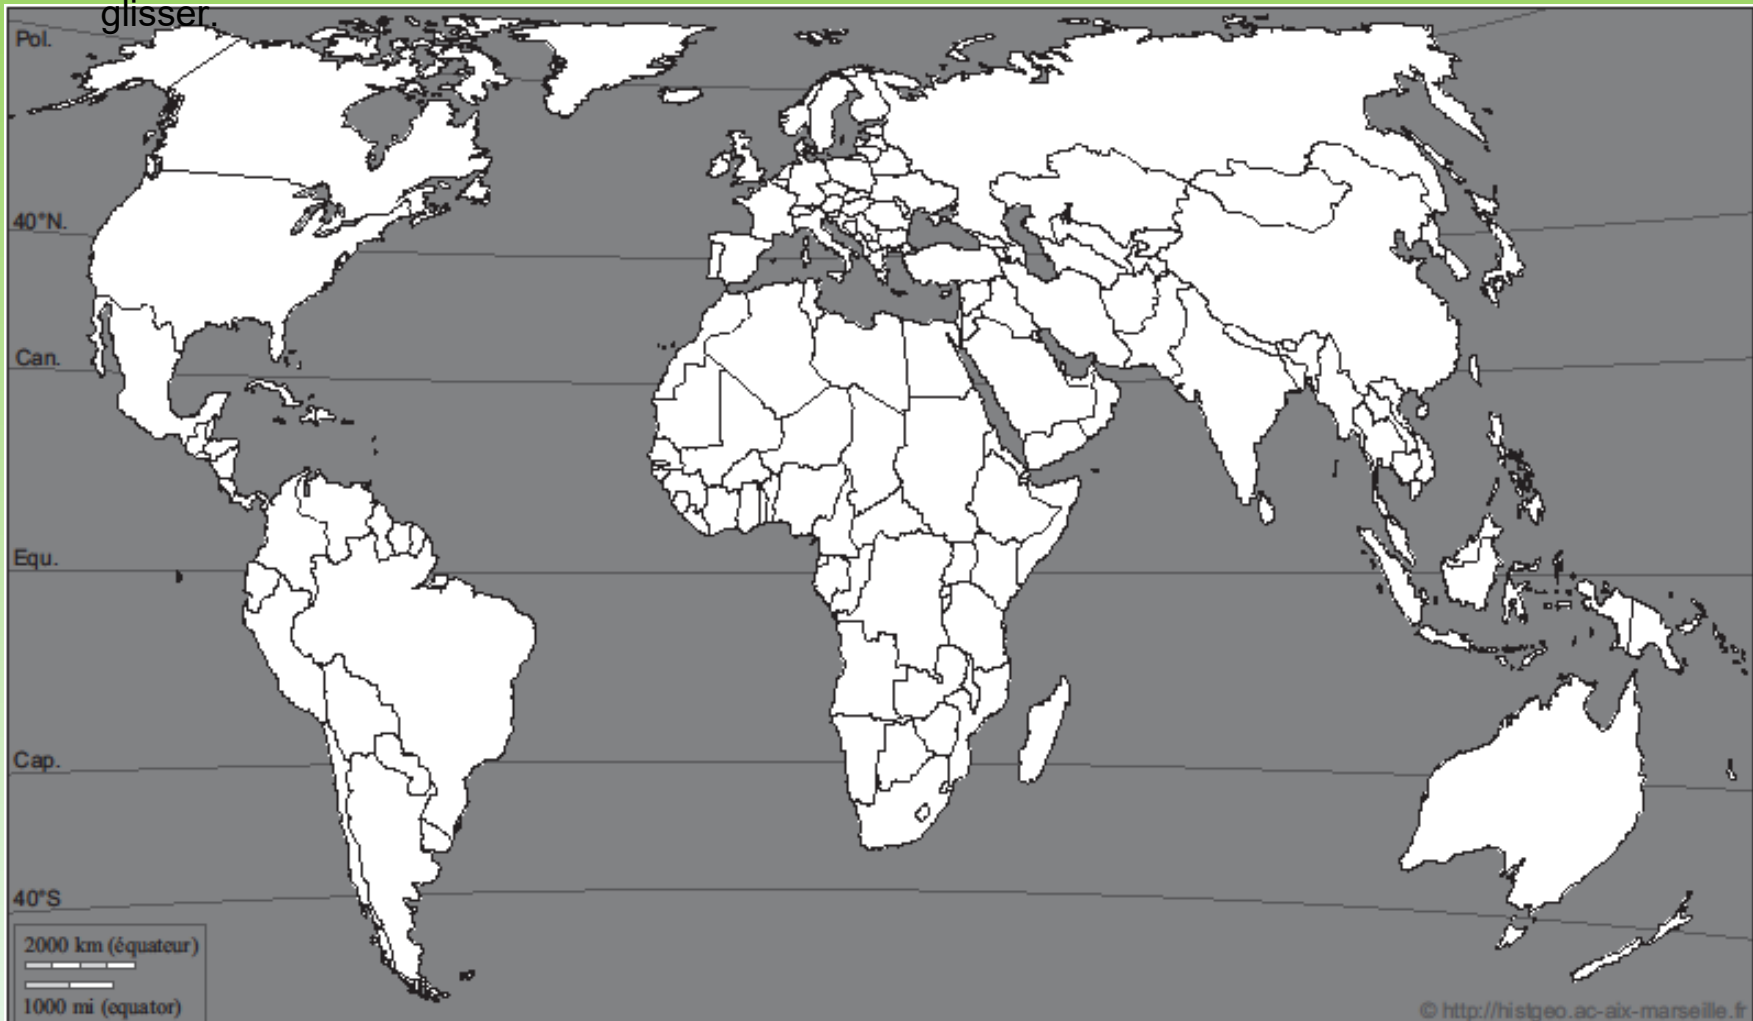 glisser.
Pol.
40°N.
Can.
Equ.
Cap.
40°S
2000 km (équateur)
1000 mi (equator)
© http://histgeo.ac-aix-marseille.fr